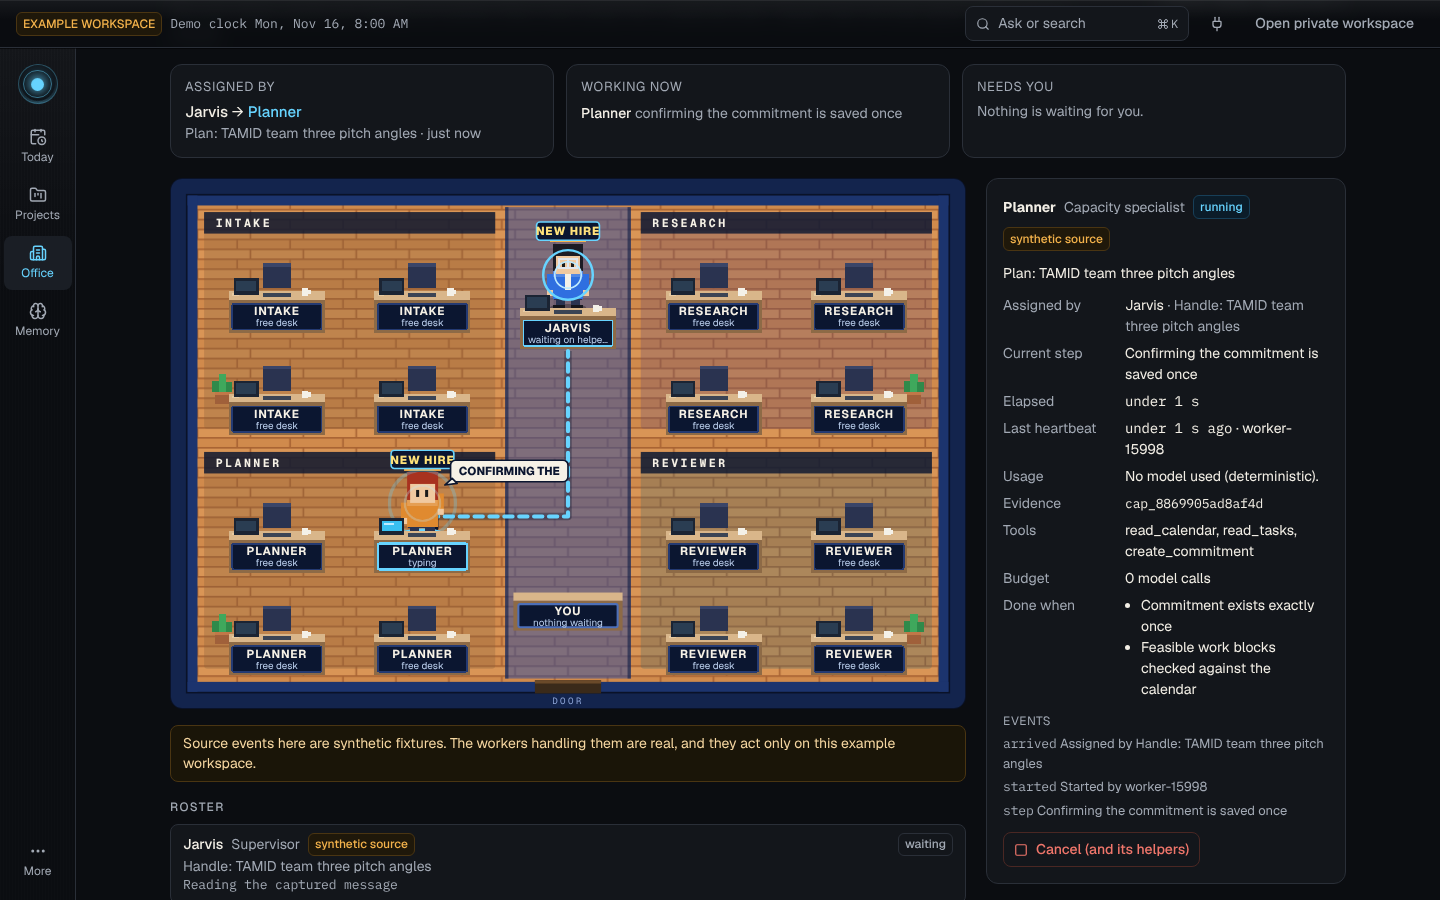 EXAMPLE WORKSPACE Demo clock Mon, Nov 16, 8:00 AM
Ask or search ⌘K
Open private workspace
Today
Projects
Office
Memory
More
ASSIGNED BY
Jarvis → Planner
Plan: TAMID team three pitch angles · just now
WORKING NOW
Planner confirming the commitment is saved once
NEEDS YOU
Nothing is waiting for you.
INTAKE
INTAKE
free desk
INTAKE
free desk
INTAKE
free desk
INTAKE
free desk
NEW HIRE
JARVIS
waiting on helpe...
RESEARCH
RESEARCH
free desk
RESEARCH
free desk
RESEARCH
free desk
RESEARCH
free desk
PLANNER
NEW HIRE
CONFIRMING THE
PLANNER
free desk
PLANNER
typing
PLANNER
free desk
PLANNER
free desk
YOU
nothing waiting
REVIEWER
REVIEWER
free desk
REVIEWER
free desk
REVIEWER
free desk
REVIEWER
free desk
DOOR
Source events here are synthetic fixtures. The workers handling them are real, and they act only on this example
workspace.
ROSTER
Jarvis Supervisor synthetic source waiting
Handle: TAMID team three pitch angles
Reading the captured message
Planner Capacity specialist running
synthetic source
Plan: TAMID team three pitch angles
Assigned by Jarvis · Handle: TAMID team
three pitch angles
Current step Confirming the commitment is
saved once
Elapsed under 1 s
Last heartbeat under 1 s ago · worker-
15998
Usage No model used (deterministic).
Evidence cap_8869905ad8af4d
Tools read_calendar, read_tasks,
create_commitment
Budget 0 model calls
Done when • Commitment exists exactly
once
• Feasible work blocks
checked against the
calendar
EVENTS
arrived Assigned by Handle: TAMID team three pitch
angles
started Started by worker-15998
step Confirming the commitment is saved once
Cancel (and its helpers)